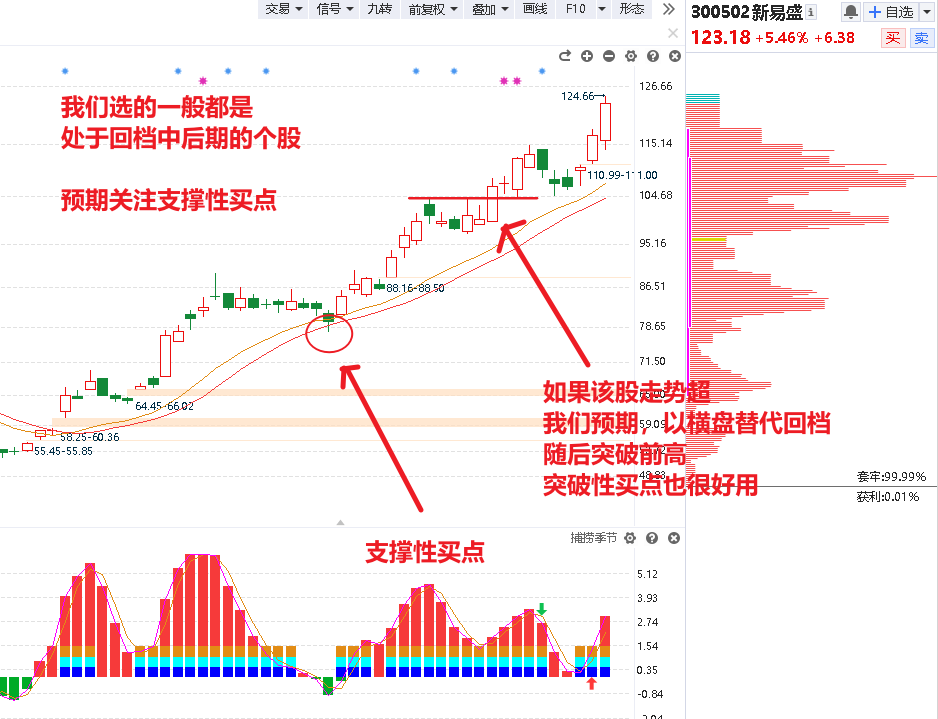 交易 信号 九转 前复权 叠加 画线 F10 形态
300502 新易盛
自选
123.18 +5.46% +6.38
买 卖
我们选的一般都是
处于回档中后期的个股
预期关注支撑性买点
124.66
126.66
115.14
110.99-111.00
104.68
95.16
88.16-88.50
86.51
78.65
71.50
64.45-66.02
58.25-60.36
59.09
55.45-55.85
48.83
如果该股走势超
我们预期，以横盘替代回档
随后突破前高
突破性买点也很好用
套牢:99.99%
获利:0.01%
捕捞季节
支撑性买点
5.12
3.93
2.74
1.54
0.35
-0.84